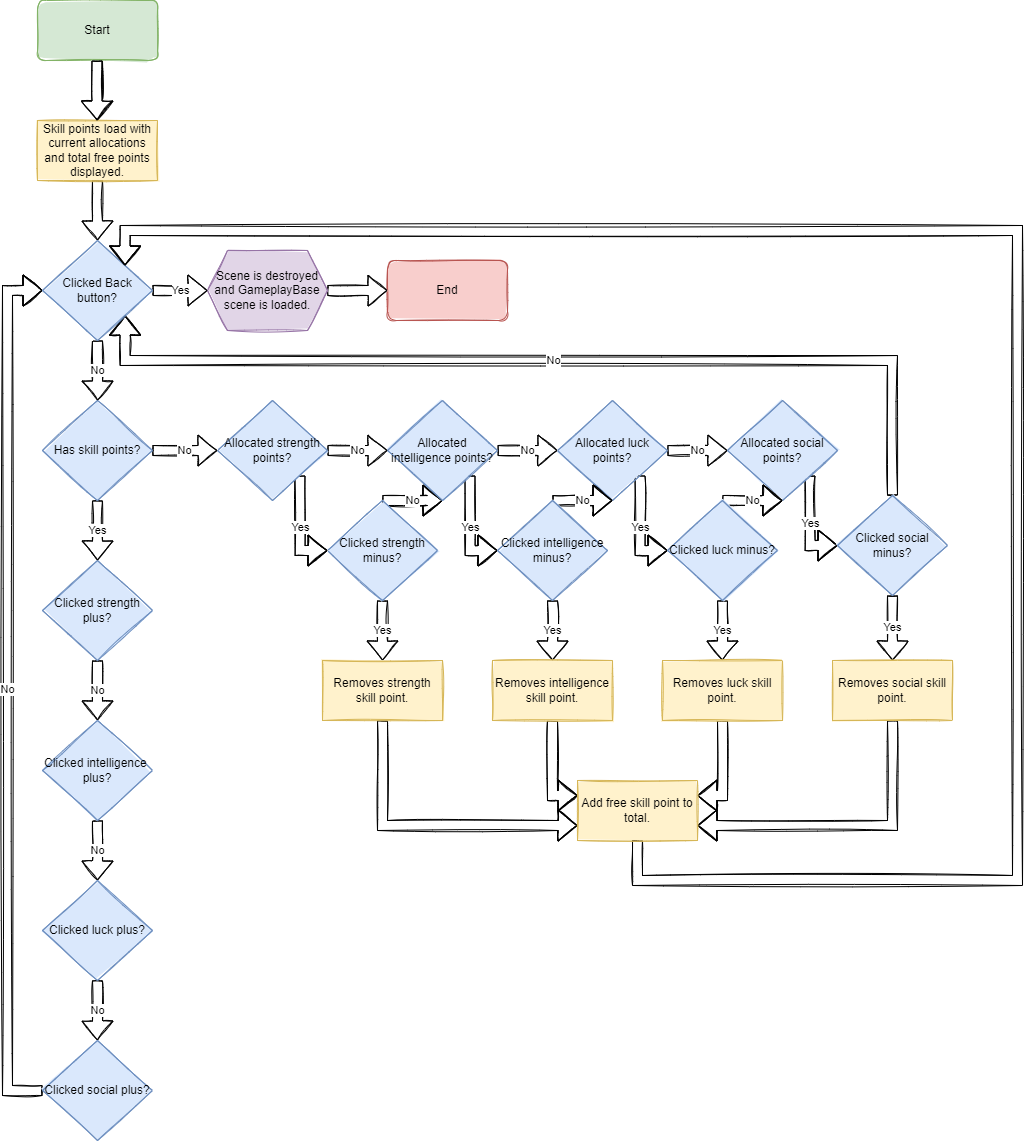 Start
Skill points load with
current allocations
and total free points
displayed.
Clicked Back
button?
Yes
Scene is destroyed
and GameplayBase
scene is loaded.
End
No
No
Has skill points?
No
Allocated strength
points?
No
Allocated
intelligence points?
No
Allocated luck
points?
No
Allocated social
points?
Yes
Yes
Yes
Yes
Yes
No
No
No
Clicked strength
minus?
Clicked intelligence
minus?
Clicked luck minus?
Clicked social
minus?
Clicked strength
plus?
Yes
Yes
Yes
Yes
No
No
Removes strength
skill point.
Removes intelligence
skill point.
Removes luck skill
point.
Removes social skill
point.
Clicked intelligence
plus?
Add free skill point to
total.
No
Clicked luck plus?
No
Clicked social plus?